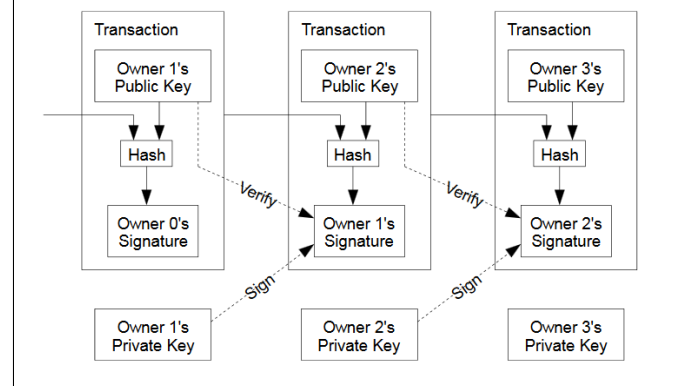 Transaction
Transaction
Transaction
Owner 1's
Public Key
Owner 2's
Public Key
Owner 3's
Public Key
Hash
Hash
Hash
Verify
Verify
Owner 0's
Signature
Owner 1's
Signature
Owner 2's
Signature
Sign
Sign
Owner 1's
Private Key
Owner 2's
Private Key
Owner 3's
Private Key